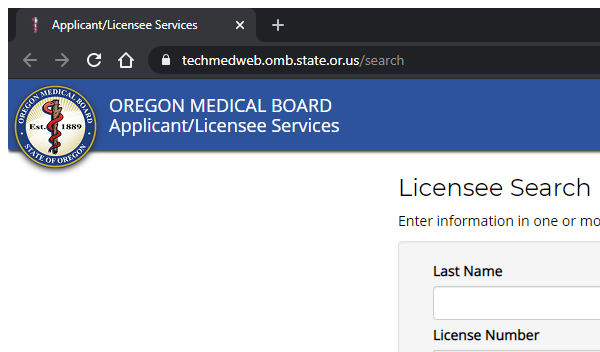 Applicant/Licensee Services
techmedweb.omb.state.or.us/search
OREGON MEDICAL BOARD
Est. 1889
STATE OF OREGON
OREGON MEDICAL BOARD
Applicant/Licensee Services
Licensee Search
Enter information in one or mo
Last Name
License Number